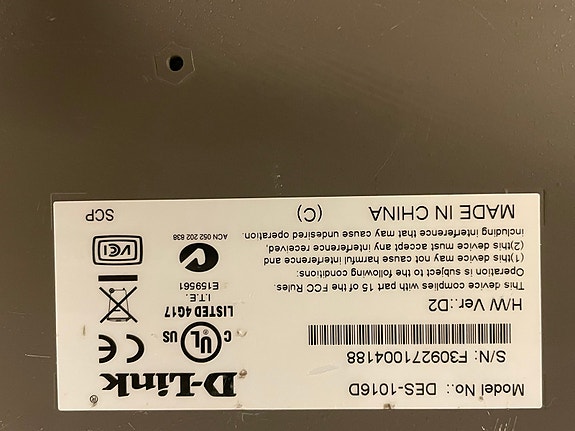 Model No.: DES-1016D
S/N: F309271004188
H/W Ver.:D2
This device complies with part 15 of the FCC Rules.
Operation is subject to the following conditions:
(1)this device may not cause harmful interference and
(2)this device must accept any interference received,
including interference that may cause undesired operation.
MADE IN CHINA (C)
D-Link®
C UL US
LISTED 4G17
I.T.E.
E159561
CE
ACN 052 202 838
VCI
SCP